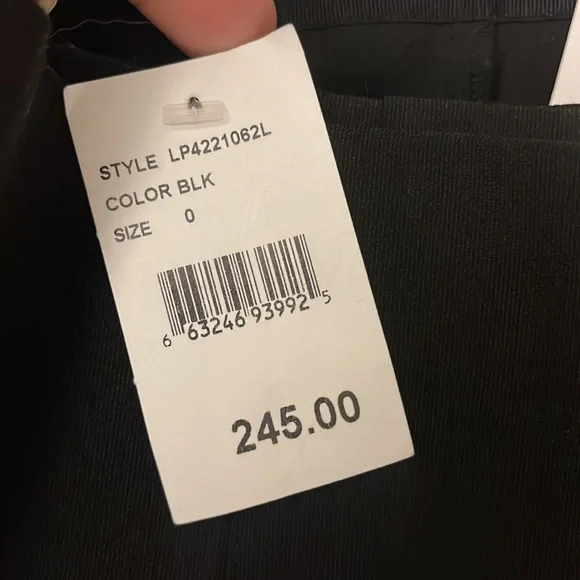 STYLE LP4221062L
COLOR BLK
SIZE 0
6 63246 93992 5
245.00